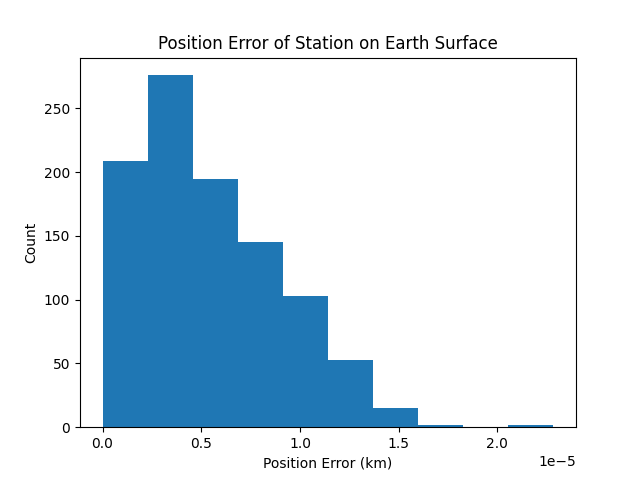 Position Error of Station on Earth Surface
250
200
150
100
50
0
Count
0.0 0.5 1.0 1.5 2.0
1e−5
Position Error (km)